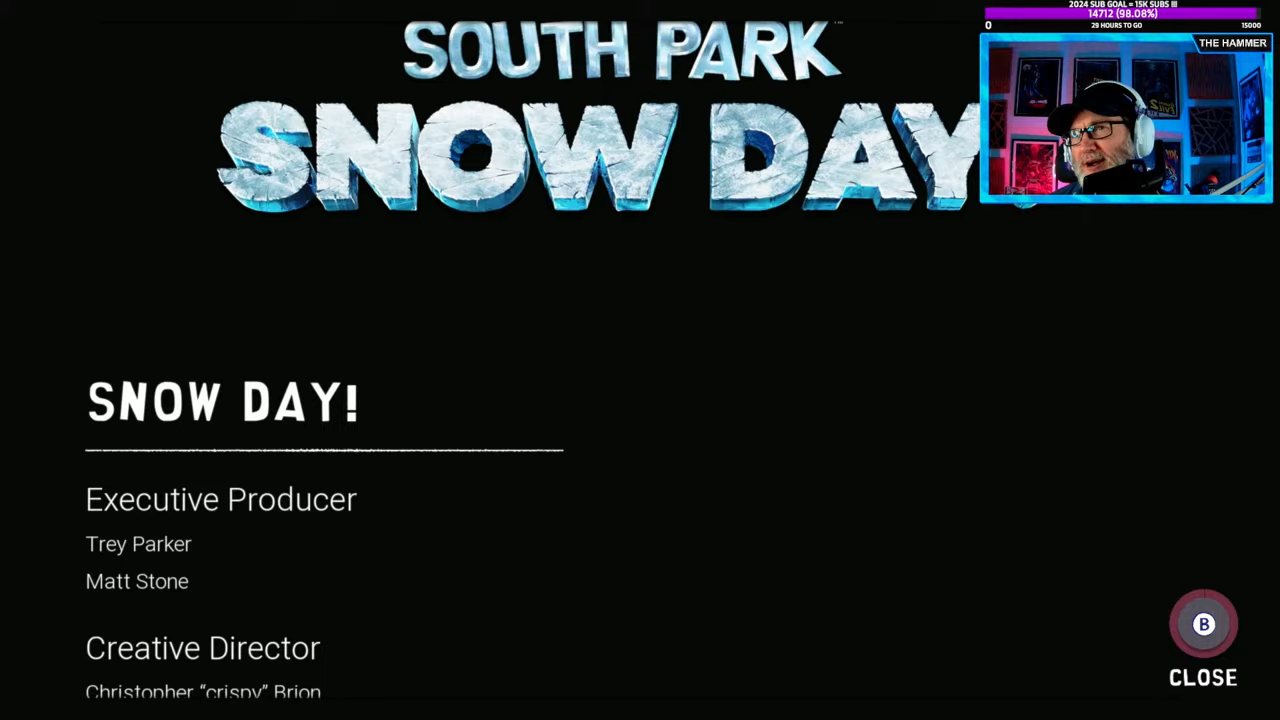 2024 SUB GOAL = 15K SUBS !!!
14712 (98.08%)
0
29 HOURS TO GO
15000
THE HAMMER
SOUTH PARK™
SNOW DAY
SNOW DAY!
Executive Producer
Trey Parker
Matt Stone
Creative Director
Christopher “crispy” Brion
B
CLOSE